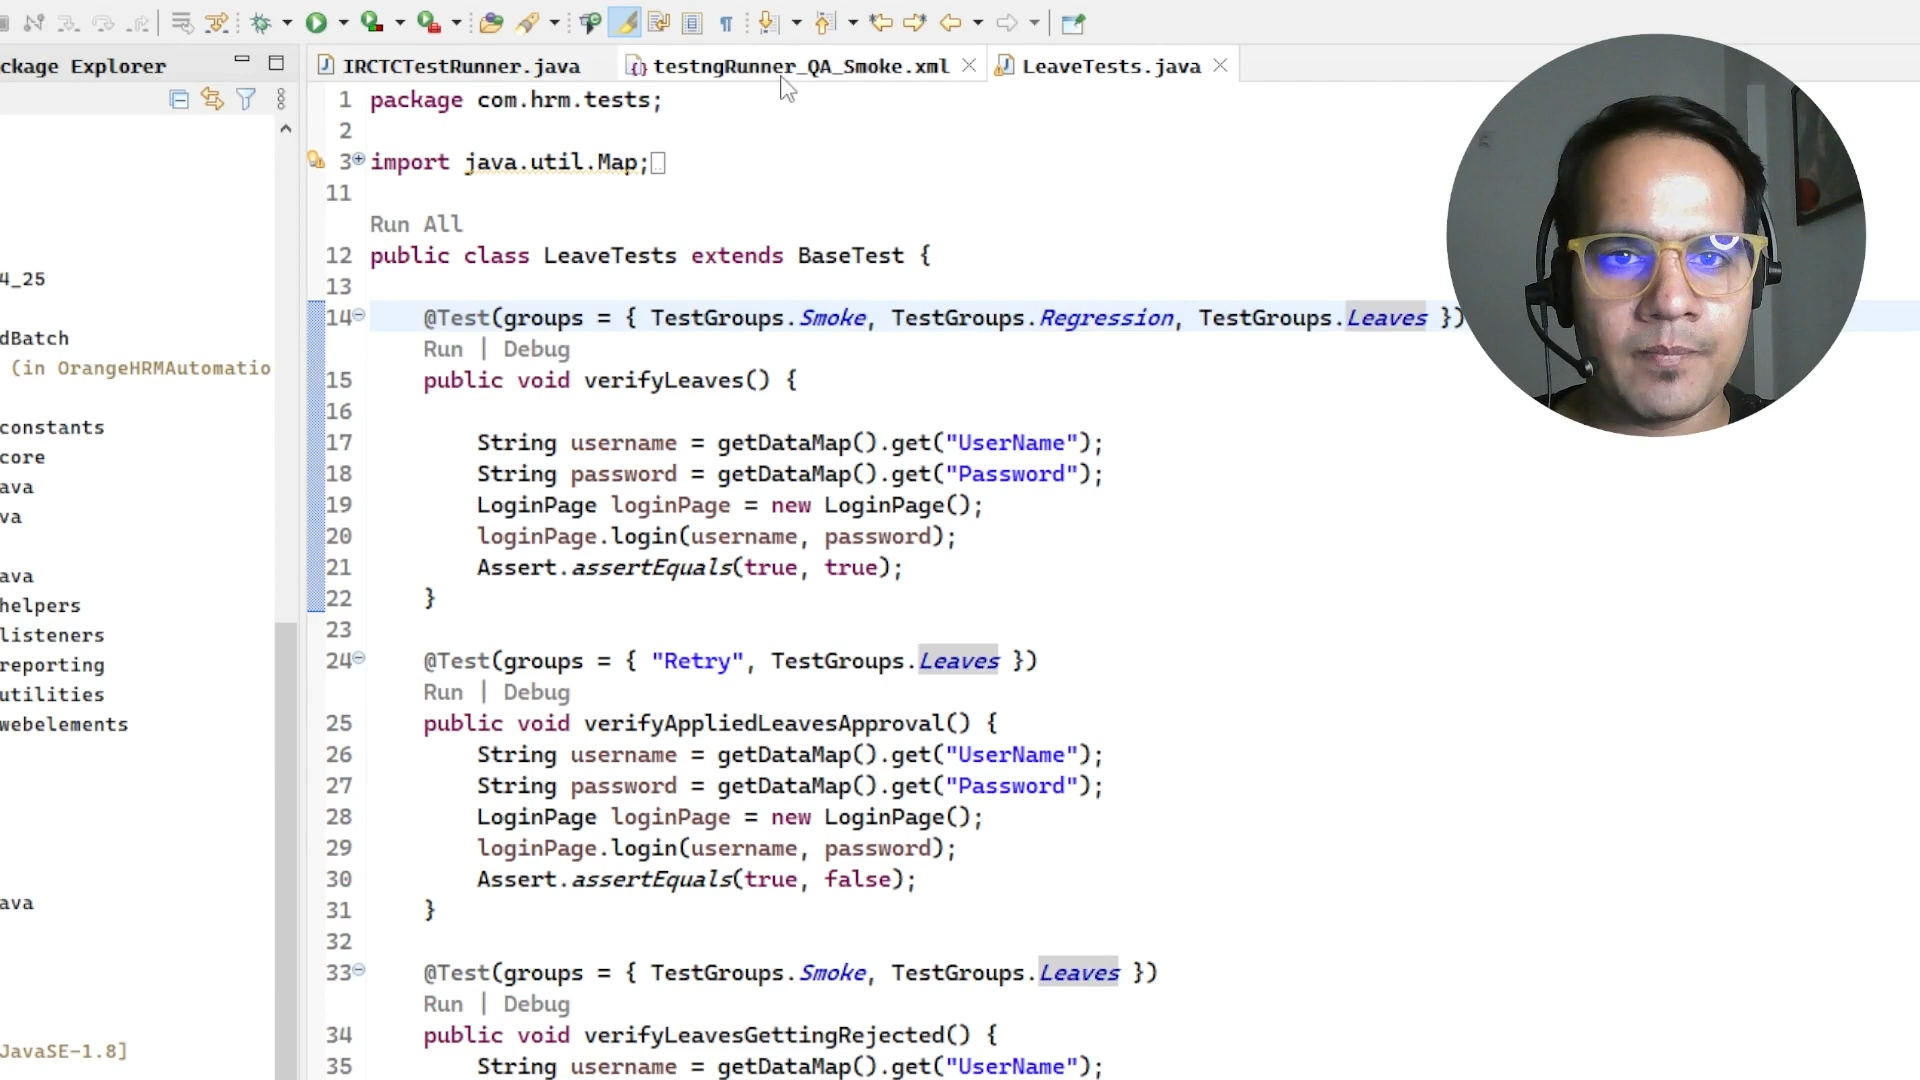 ckage Explorer
4_25
dBatch
(in OrangeHRMAutomatio
constants
core
ava
va
ava
helpers
listeners
reporting
utilities
webelements
ava
JavaSE-1.8]
IRCTCTestRunner.java
testngRunner_QA_Smoke.xml
LeaveTests.java
1 package com.hrm.tests;
2
3 import java.util.Map;
11
Run All
12 public class LeaveTests extends BaseTest {
13
14 @Test(groups = { TestGroups.Smoke, TestGroups.Regression, TestGroups.Leaves })
Run | Debug
15 public void verifyLeaves() {
16
17 String username = getDataMap().get("UserName");
18 String password = getDataMap().get("Password");
19 LoginPage loginPage = new LoginPage();
20 loginPage.login(username, password);
21 Assert.assertEquals(true, true);
22 }
23
24 @Test(groups = { "Retry", TestGroups.Leaves })
Run | Debug
25 public void verifyAppliedLeavesApproval() {
26 String username = getDataMap().get("UserName");
27 String password = getDataMap().get("Password");
28 LoginPage loginPage = new LoginPage();
29 loginPage.login(username, password);
30 Assert.assertEquals(true, false);
31 }
32
33 @Test(groups = { TestGroups.Smoke, TestGroups.Leaves })
Run | Debug
34 public void verifyLeavesGettingRejected() {
35 String username = getDataMap().get("UserName");